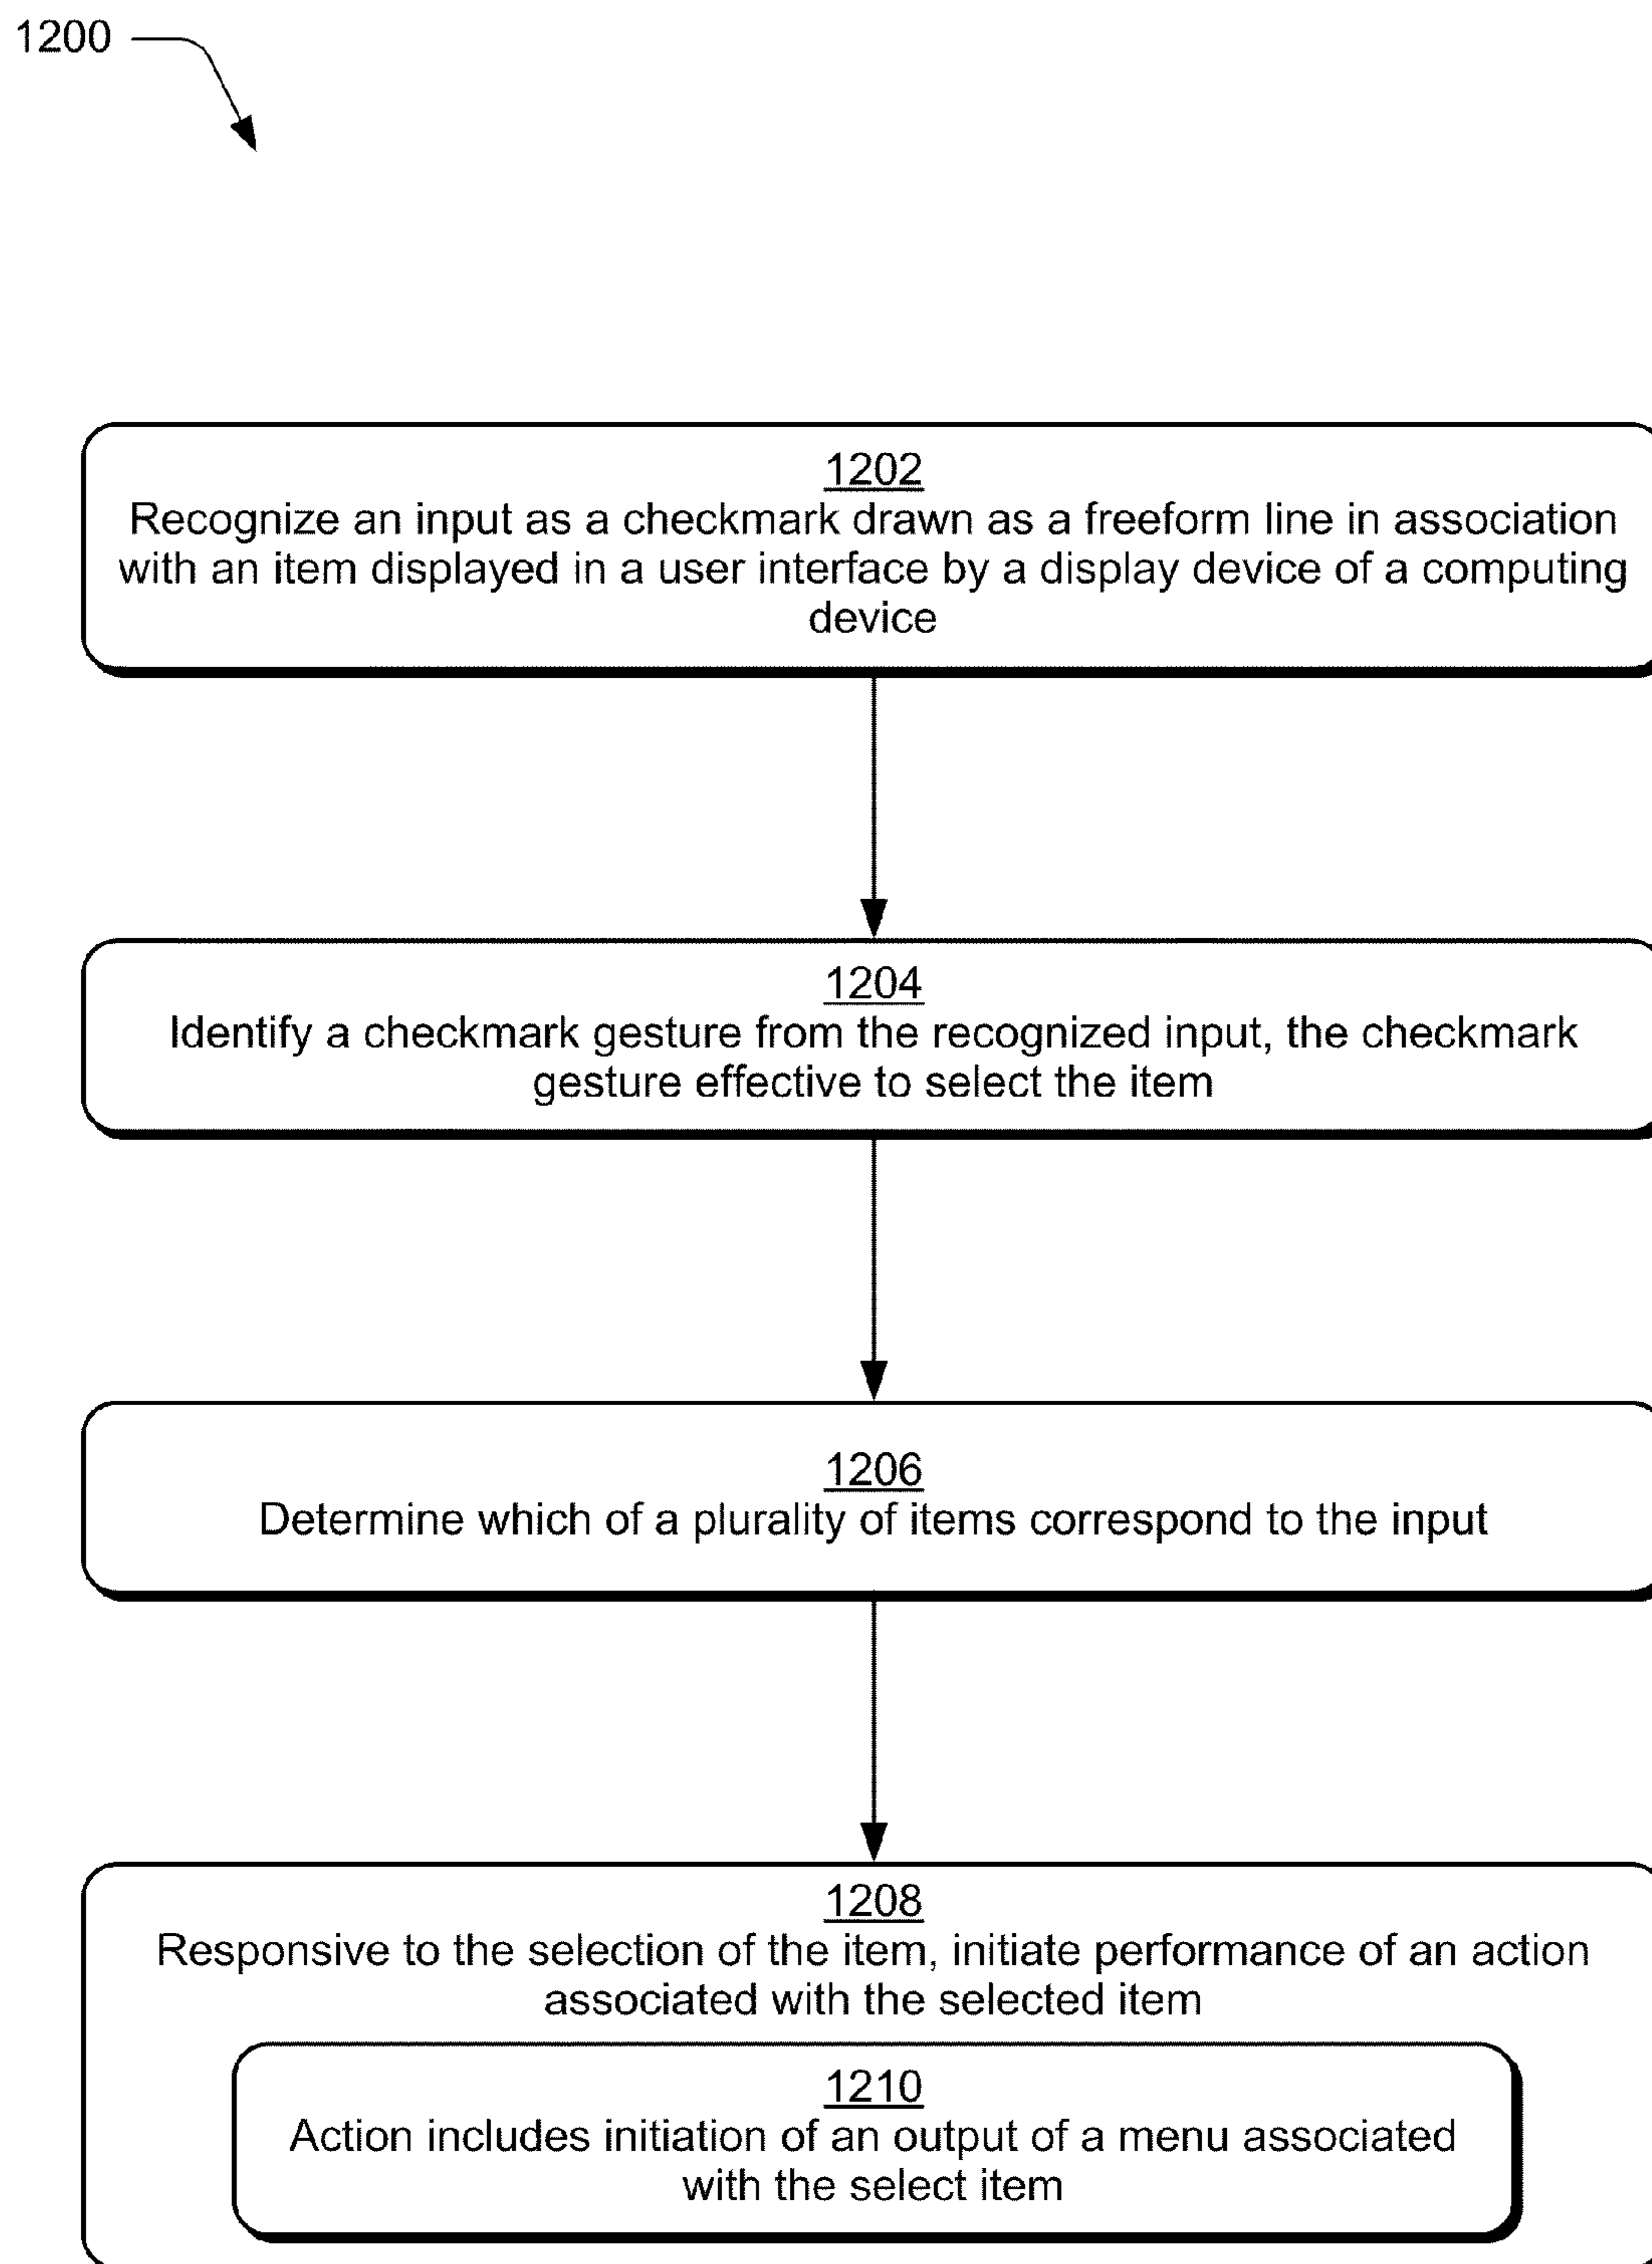 1200
1202
Recognize an input as a checkmark drawn as a freeform line in association
with an item displayed in a user interface by a display device of a computing
device
1204
Identify a checkmark gesture from the recognized input, the checkmark
gesture effective to select the item
1206
Determine which of a plurality of items correspond to the input
1208
Responsive to the selection of the item, initiate performance of an action
associated with the selected item
1210
Action includes initiation of an output of a menu associated
with the select item